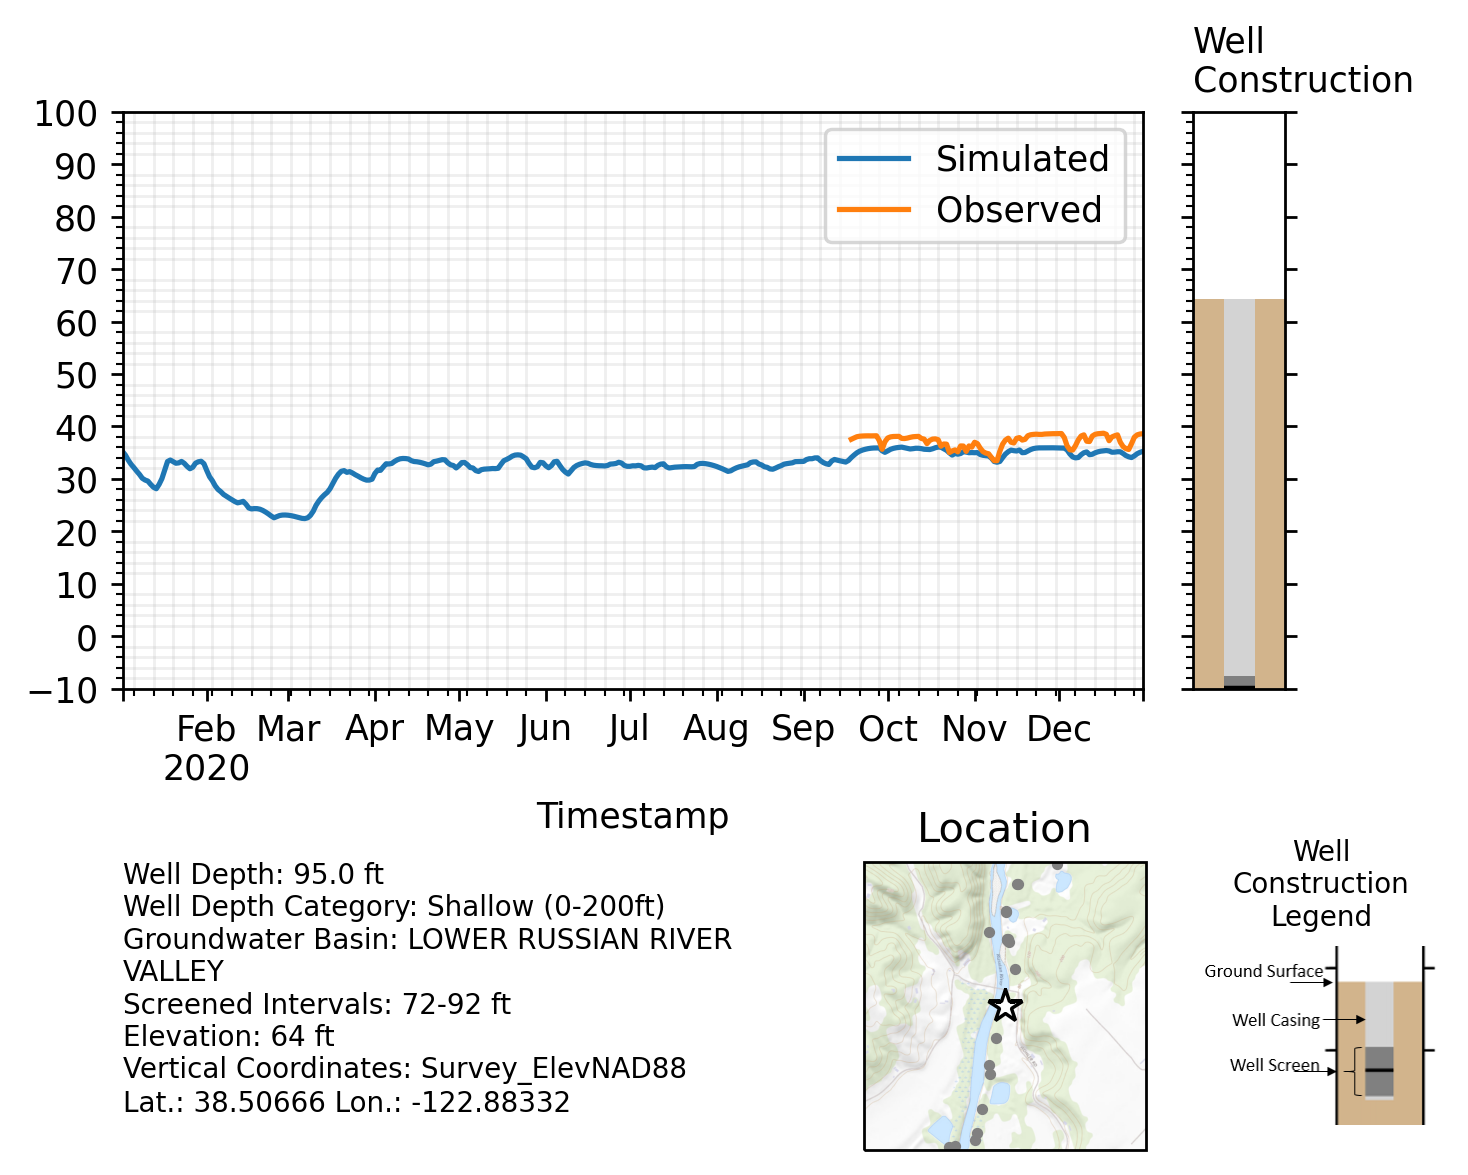 Well
Construction
100
90
80
70
60
50
40
30
20
10
0
−10
Simulated
Observed
Feb Mar Apr May Jun Jul Aug Sep Oct Nov Dec
2020
Timestamp
Well Depth: 95.0 ft
Well Depth Category: Shallow (0-200ft)
Groundwater Basin: LOWER RUSSIAN RIVER
VALLEY
Screened Intervals: 72-92 ft
Elevation: 64 ft
Vertical Coordinates: Survey_ElevNAD88
Lat.: 38.50666 Lon.: -122.88332
Location
Well
Construction
Legend
Ground Surface
Well Casing
Well Screen